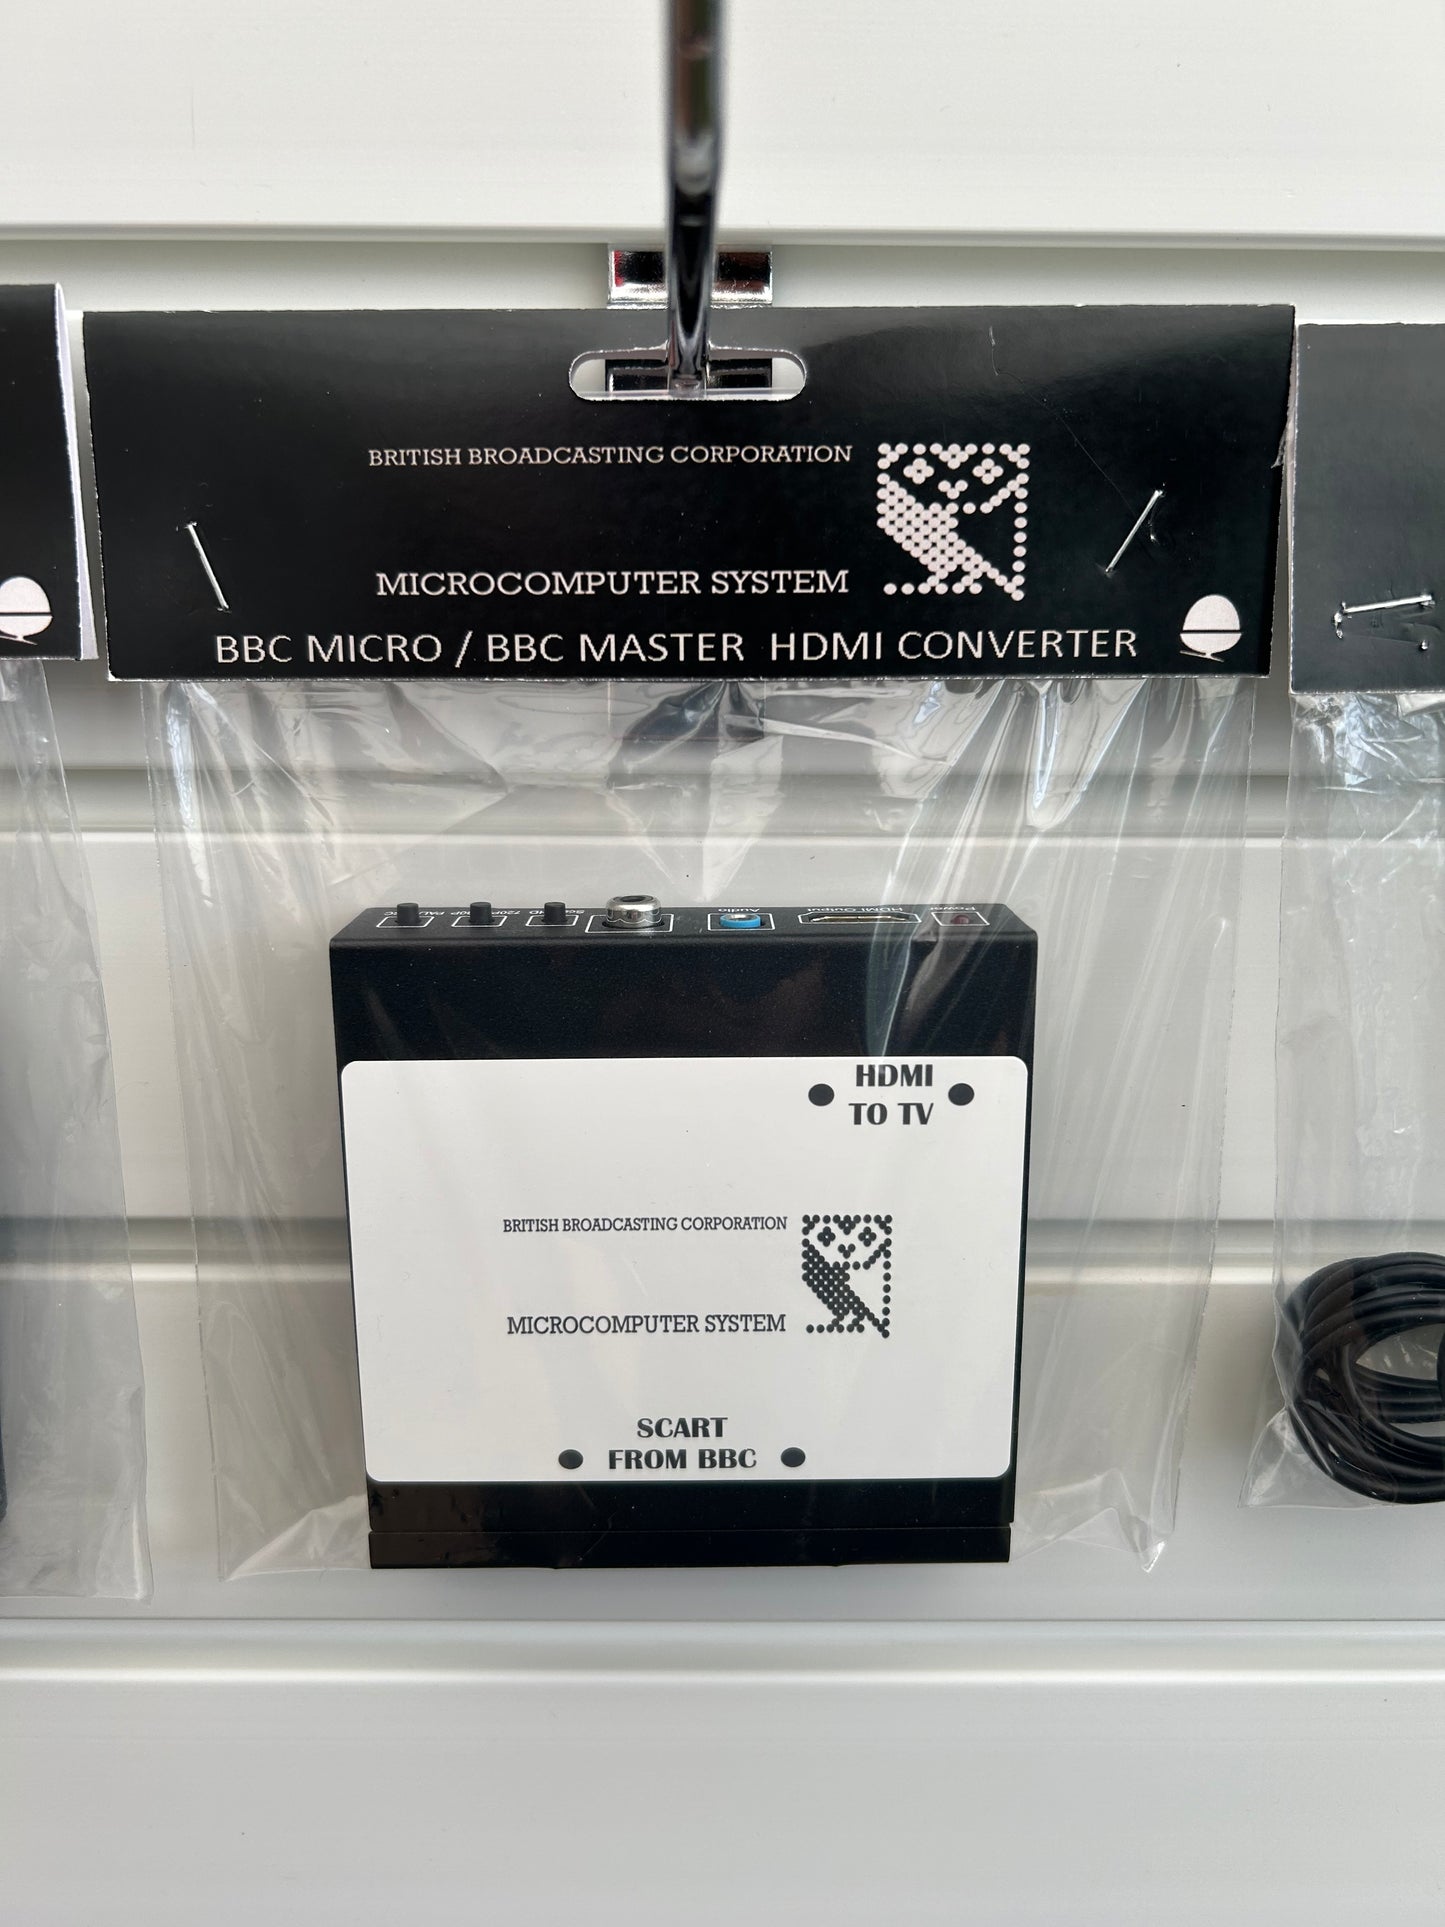 BRITISH BROADCASTING CORPORATION
MICROCOMPUTER SYSTEM
BBC MICRO / BBC MASTER HDMI CONVERTER
Audio
HDMI Output
Power
HDMI
TO TV
BRITISH BROADCASTING CORPORATION
MICROCOMPUTER SYSTEM
SCART
FROM BBC